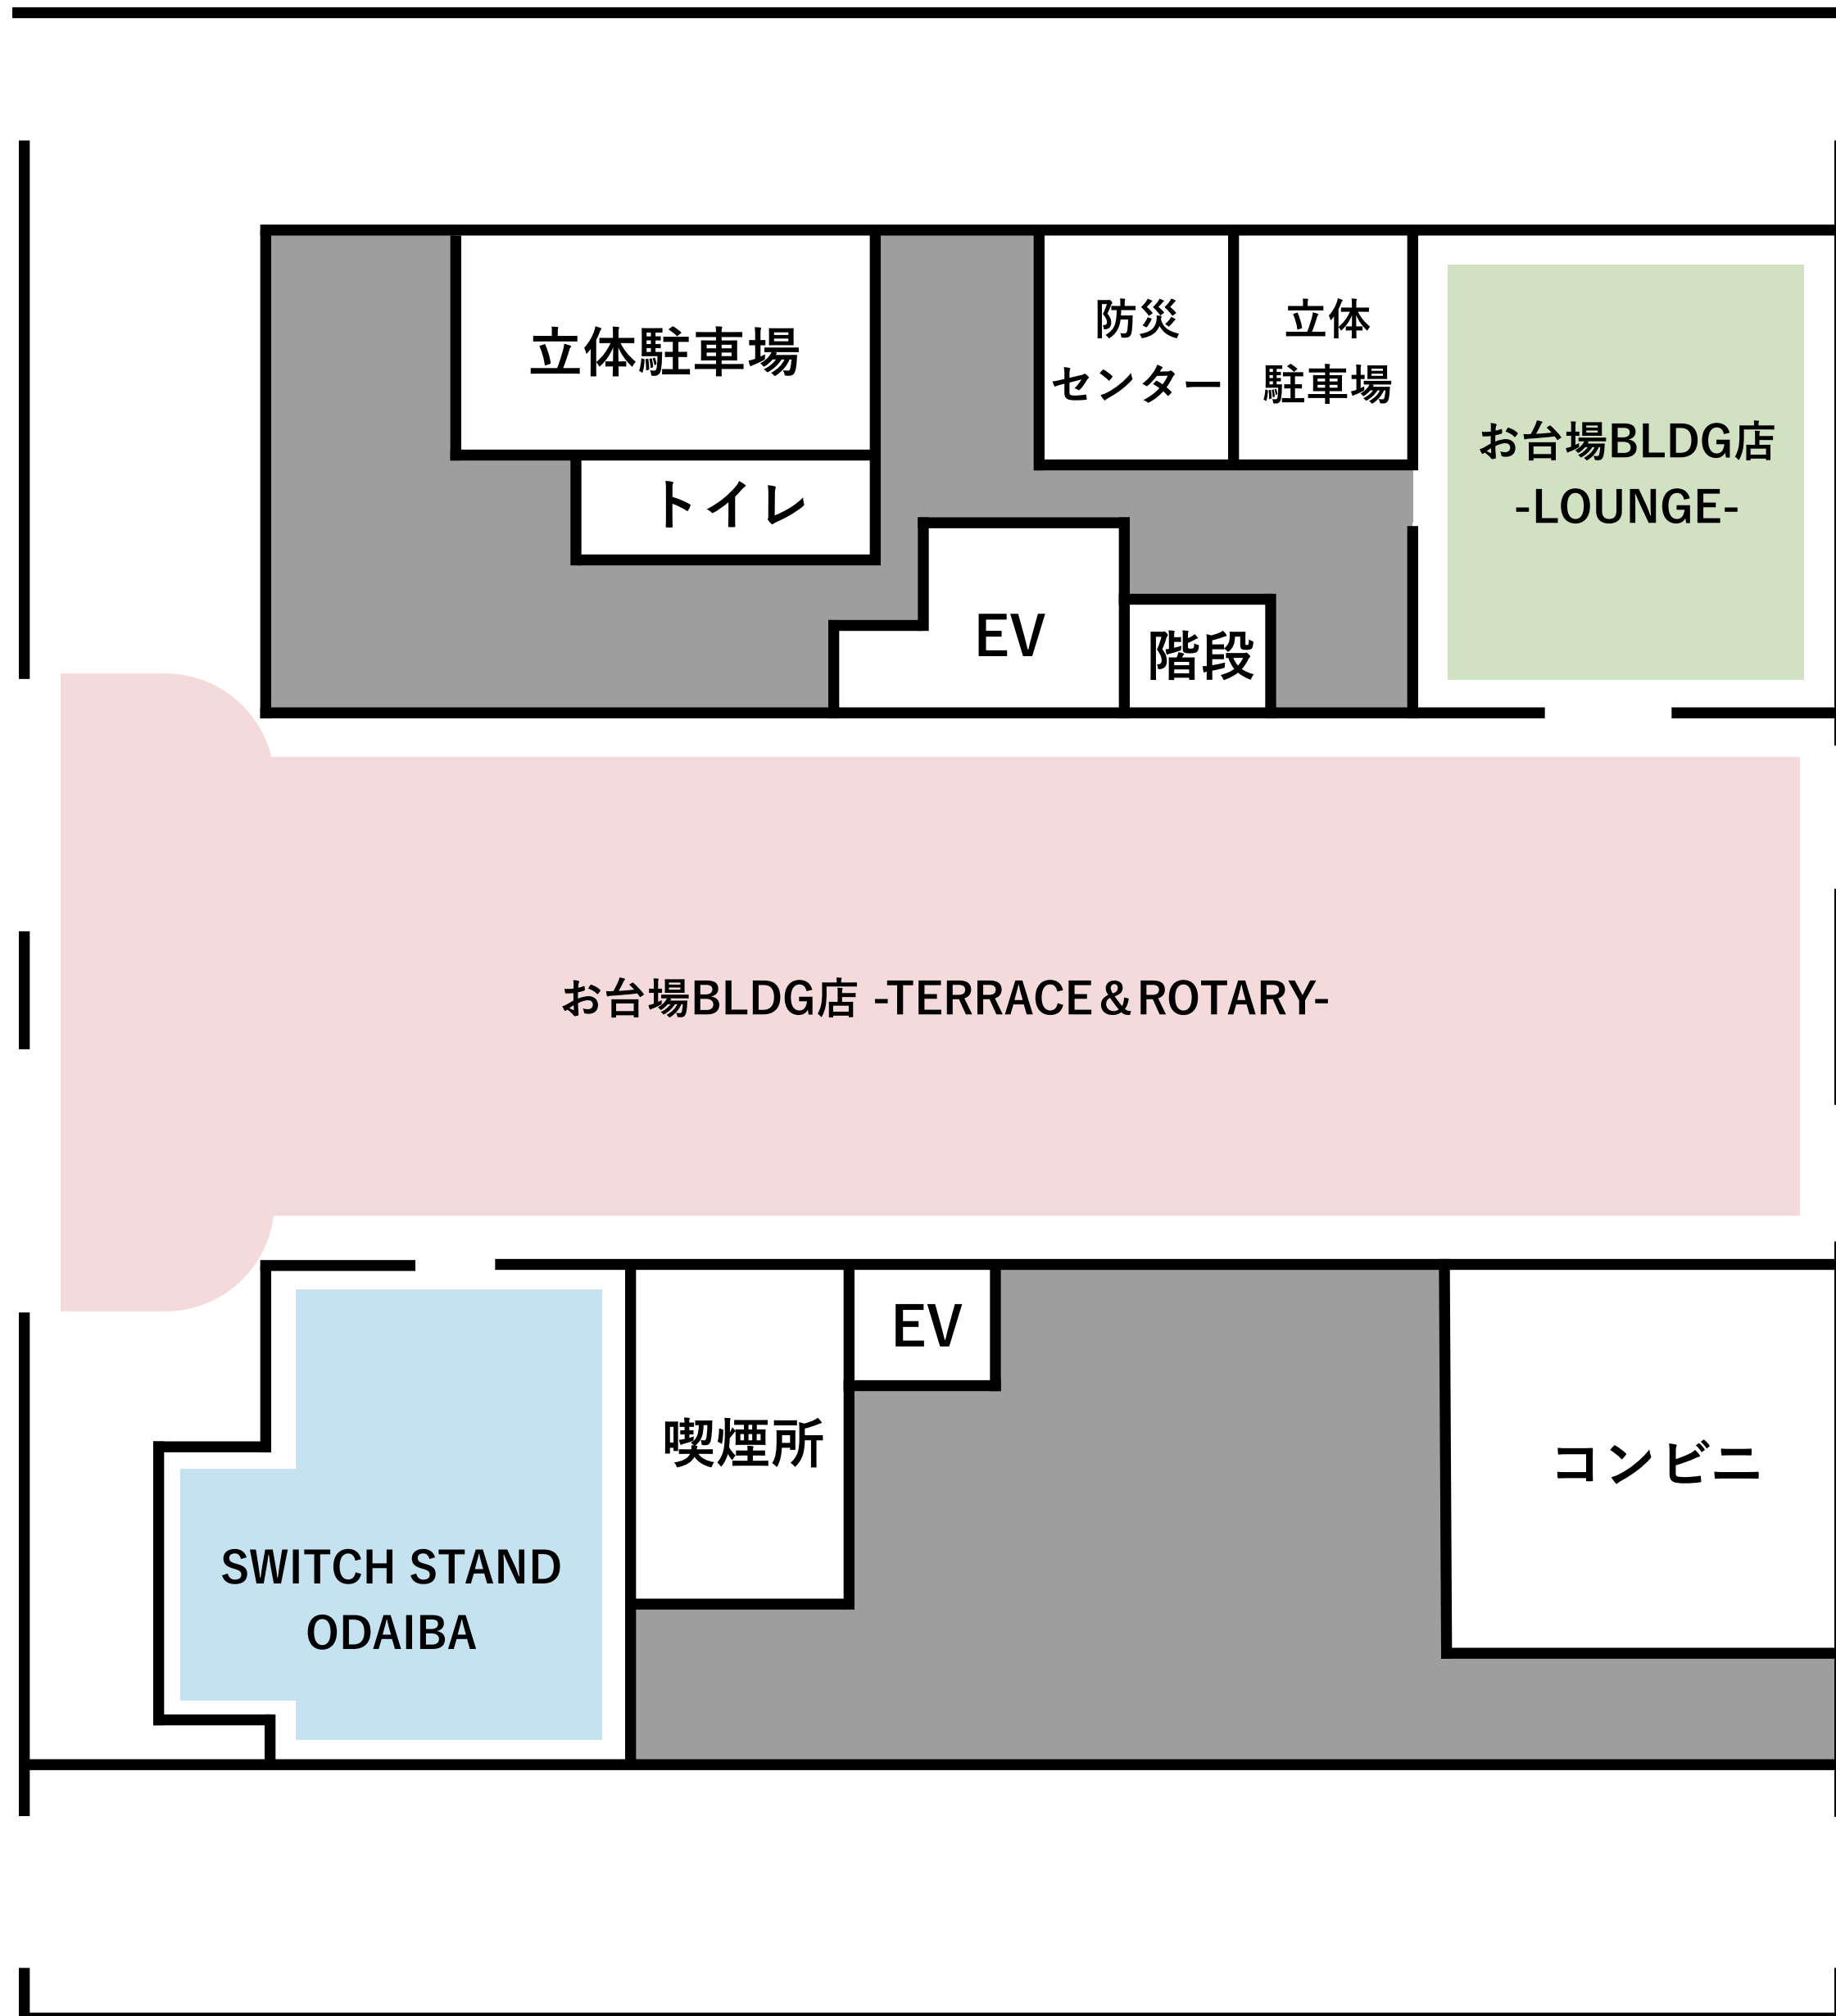 立体駐車場
トイレ
防災
センター
立体
駐車場
お台場BLDG店
-LOUNGE-
EV
階段
お台場BLDG店 -TERRACE & ROTARY-
EV
喫煙所
コンビニ
SWITCH STAND
ODAIBA